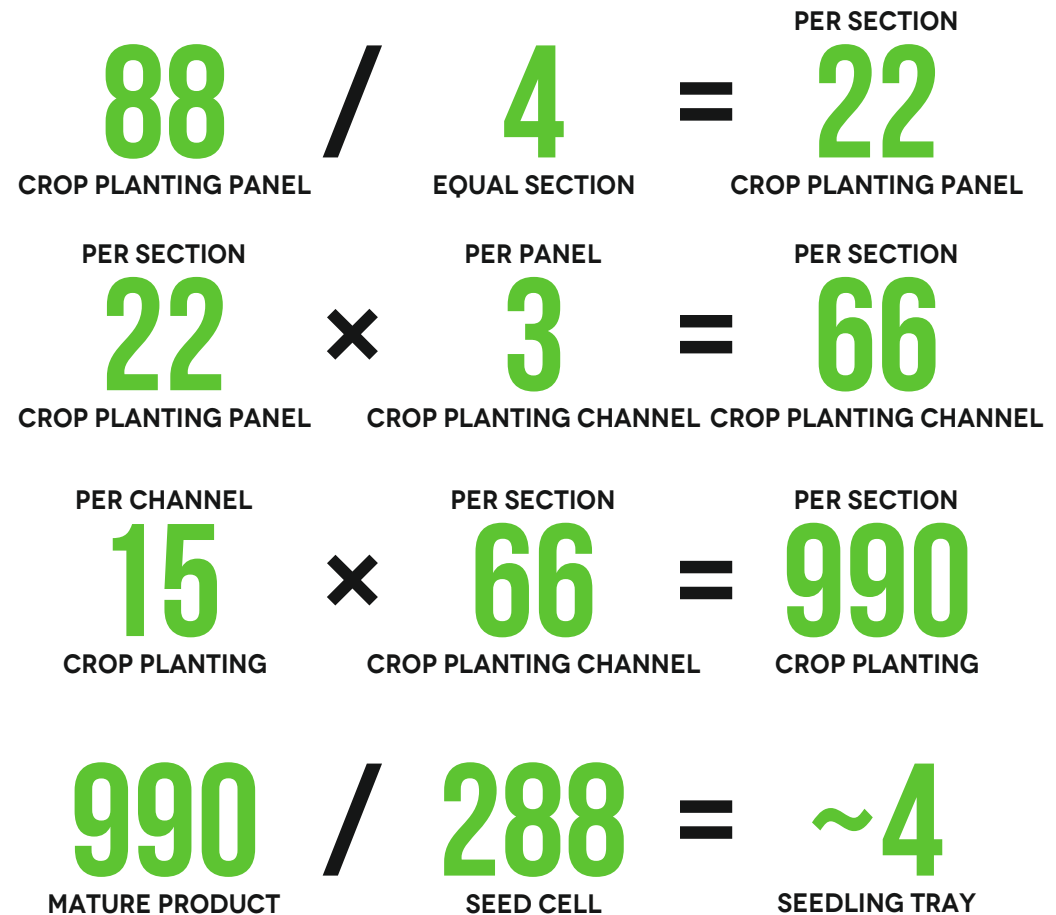 PER SECTION
88 / 4 = 22
CROP PLANTING PANEL EQUAL SECTION CROP PLANTING PANEL
PER SECTION PER PANEL PER SECTION
22 × 3 = 66
CROP PLANTING PANEL CROP PLANTING CHANNEL CROP PLANTING CHANNEL
PER CHANNEL PER SECTION PER SECTION
15 × 66 = 990
CROP PLANTING CROP PLANTING CHANNEL CROP PLANTING
990 / 288 = ~4
MATURE PRODUCT SEED CELL SEEDLING TRAY